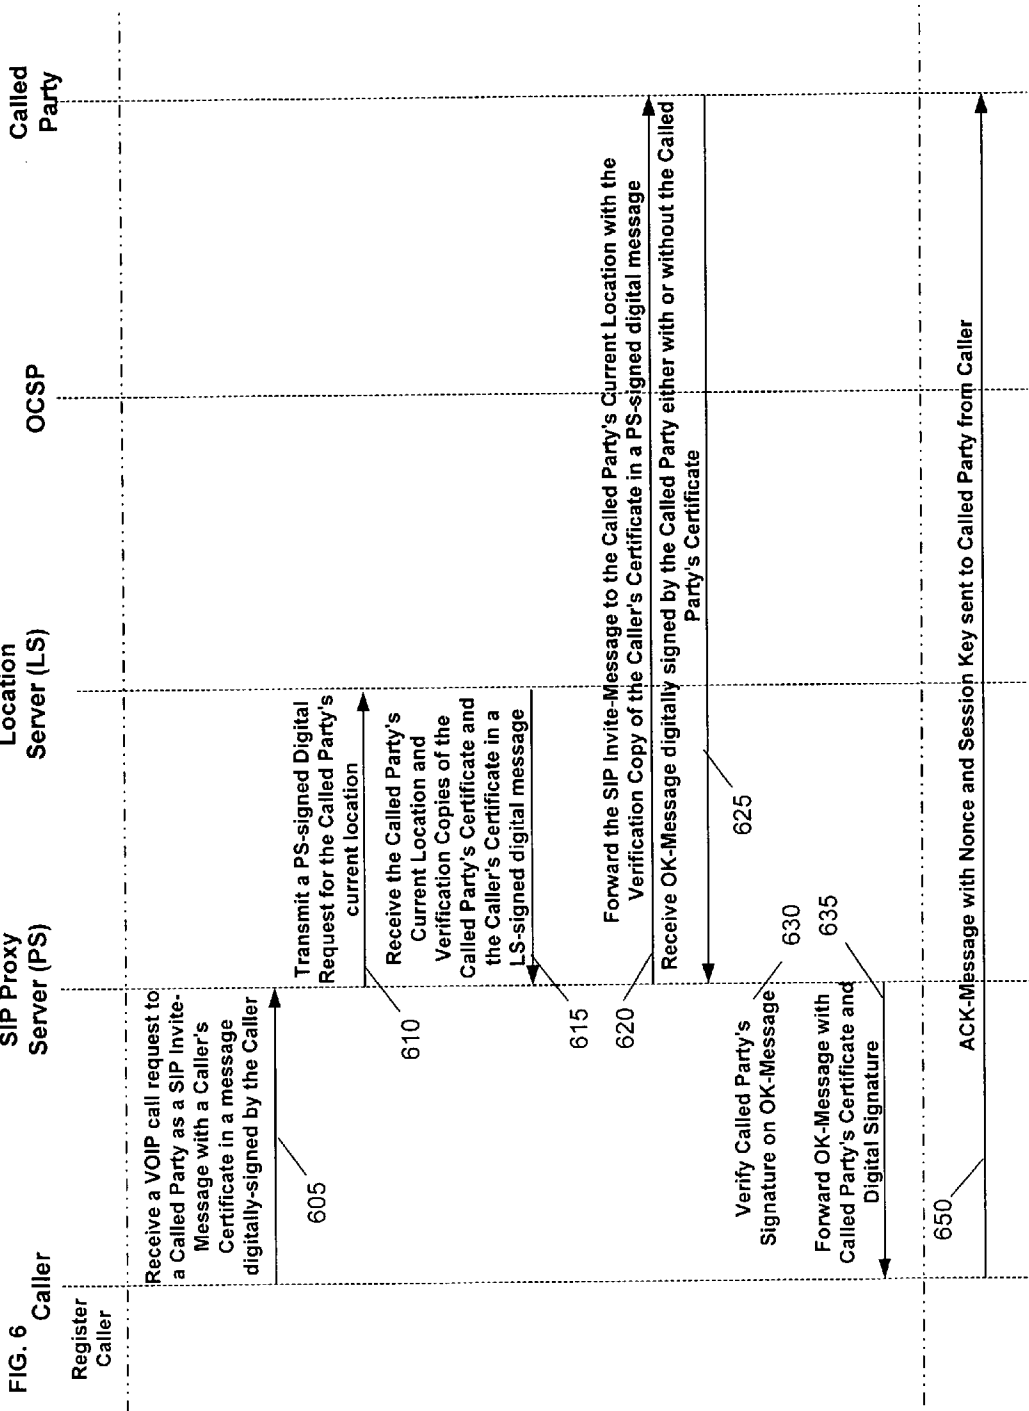 FIG. 6
Caller
SIP Proxy
Server (PS)
Location
Server (LS)
OCSP
Called
Party
Register
Caller
Receive a VOIP call request to
a Called Party as a SIP Invite-
Message with a Caller's
Certificate in a message
digitally-signed by the Caller
605
Transmit a PS-signed Digital
Request for the Called Party's
current location
610
Receive the Called Party's
Current Location and
Verification Copies of the
Called Party's Certificate and
the Caller's Certificate in a
LS-signed digital message
615
Forward the SIP Invite-Message to the Called Party's Current Location with the
Verification Copy of the Caller's Certificate in a PS-signed digital message
620
Receive OK-Message digitally signed by the Called Party either with or without the Called
Party's Certificate
625
Verify Called Party's
Signature on OK-Message
630
Forward OK-Message with
Called Party's Certificate and
Digital Signature
635
ACK-Message with Nonce and Session Key sent to Called Party from Caller
650